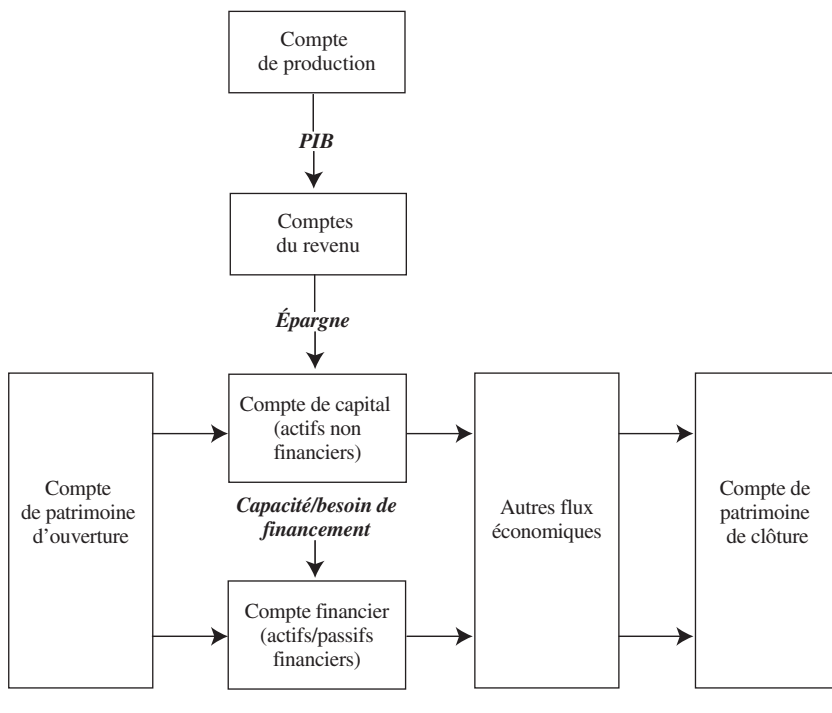 Compte
de production
PIB
Comptes
du revenu
Épargne
Compte de capital
(actifs non
financiers)
Compte
de patrimoine
d’ouverture
Capacité/besoin de
financement
Autres flux
économiques
Compte de
patrimoine
de clôture
Compte financier
(actifs/passifs
financiers)